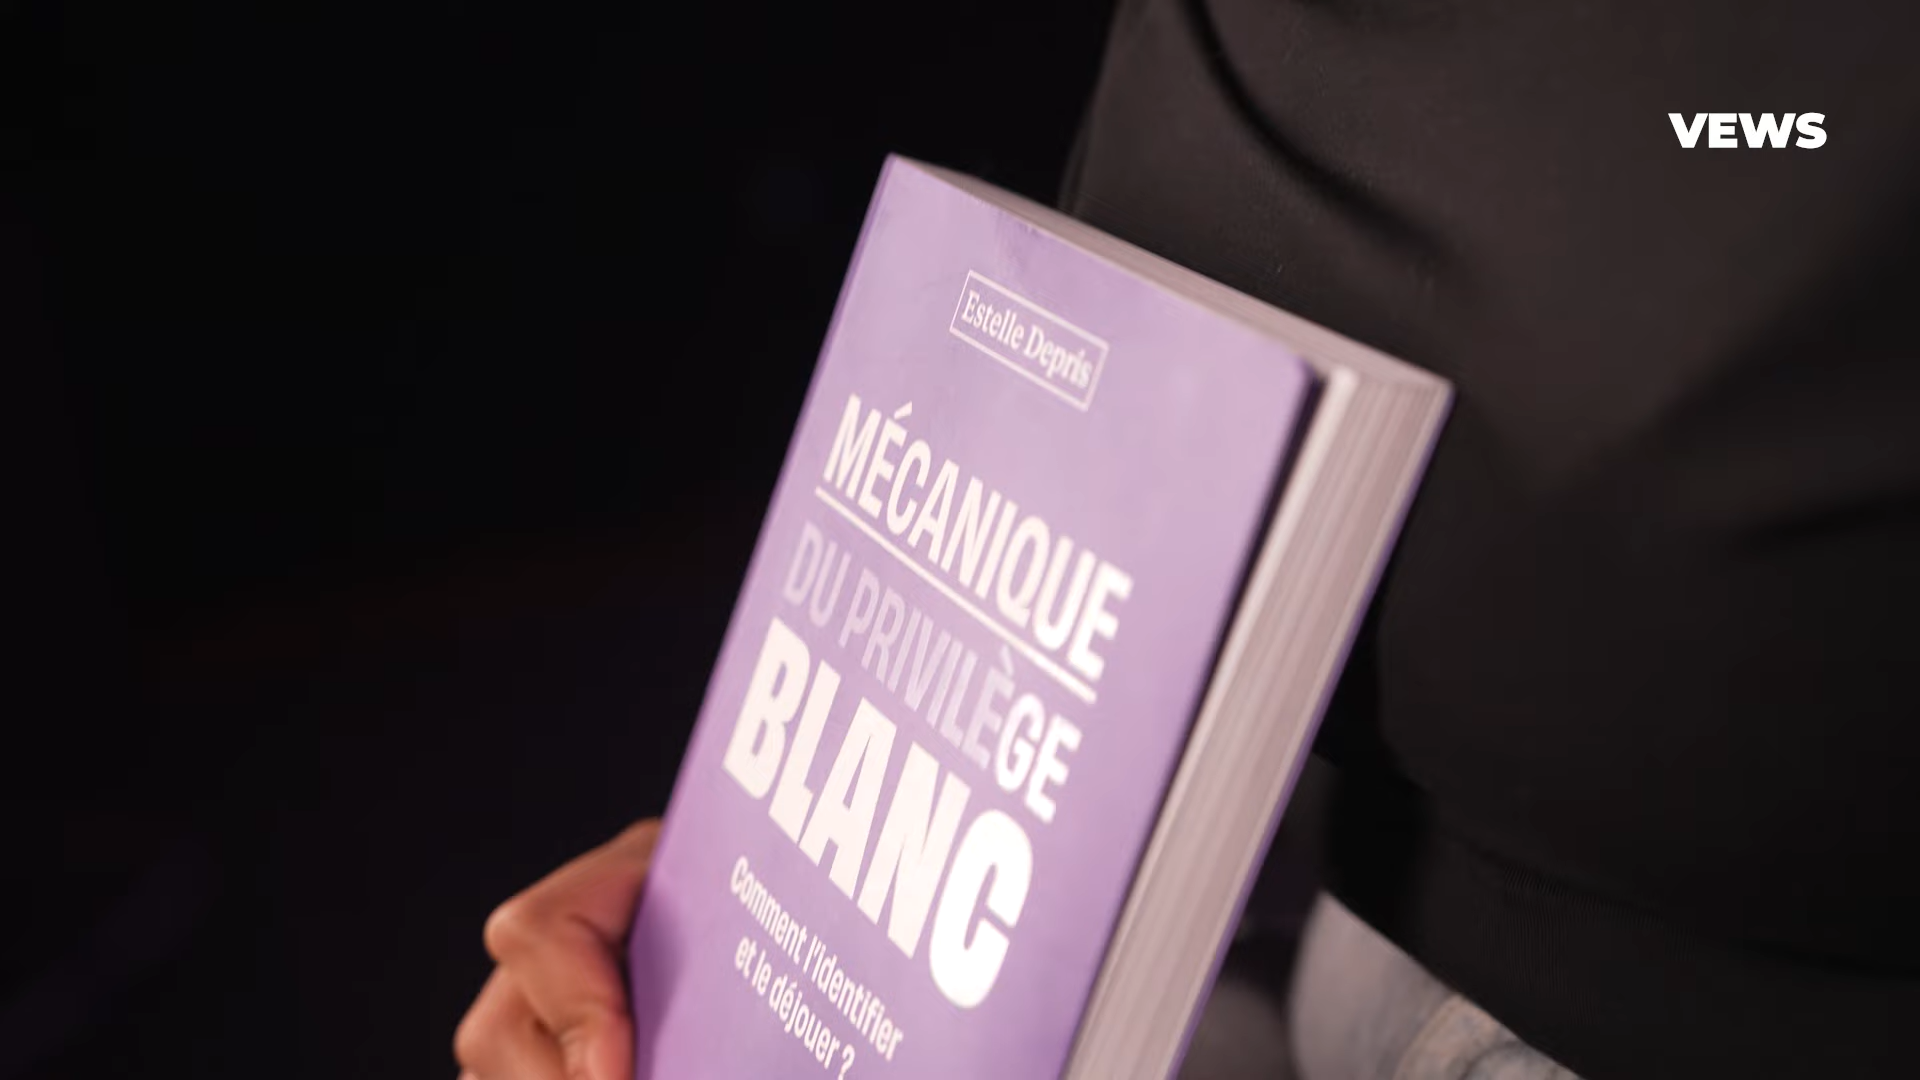 VEWS
Estelle Depris
MÉCANIQUE
DU PRIVILÈGE
BLANC
Comment l'identifier
et le déjouer ?